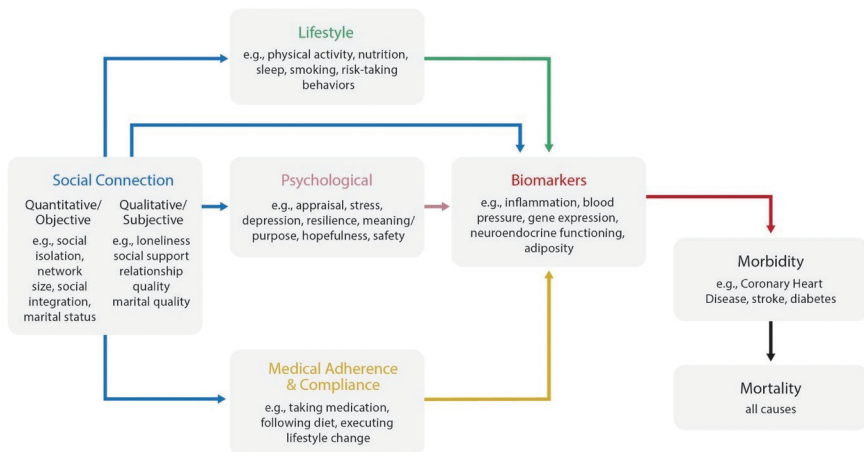 Lifestyle
e.g., physical activity, nutrition,
sleep, smoking, risk-taking
behaviors
Social Connection
Quantitative/
Objective
e.g., social
isolation,
network
size, social
integration,
marital status
Qualitative/
Subjective
e.g., loneliness
social support
relationship
quality
marital quality
Psychological
e.g., appraisal, stress,
depression, resilience, meaning/
purpose, hopefulness, safety
Biomarkers
e.g., inflammation, blood
pressure, gene expression,
neuroendocrine functioning,
adiposity
Medical Adherence
& Compliance
e.g., taking medication,
following diet, executing
lifestyle change
Morbidity
e.g., Coronary Heart
Disease, stroke, diabetes
Mortality
all causes